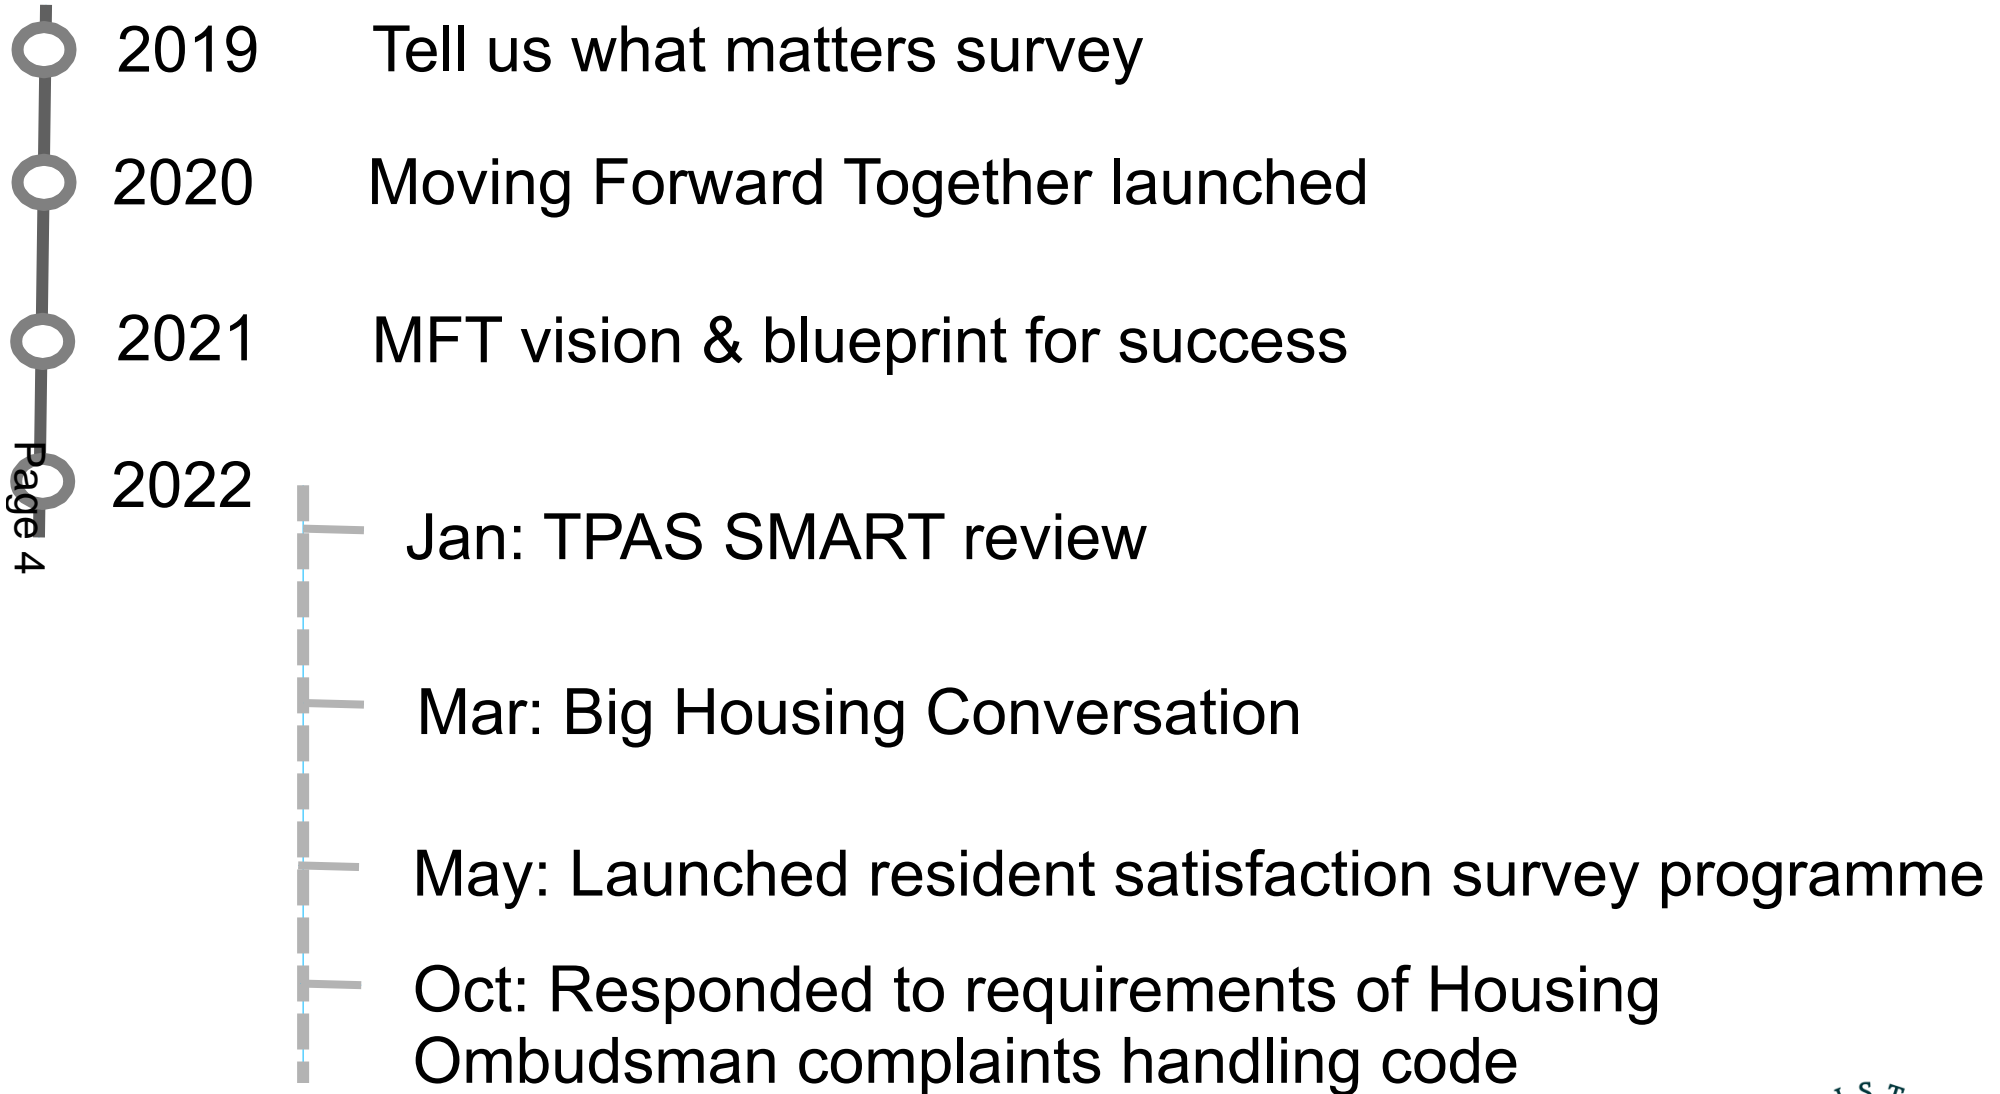 2019 Tell us what matters survey
2020 Moving Forward Together launched
2021 MFT vision & blueprint for success
2022
Jan: TPAS SMART review
Mar: Big Housing Conversation
May: Launched resident satisfaction survey programme
Oct: Responded to requirements of Housing
Ombudsman complaints handling code
Page 4